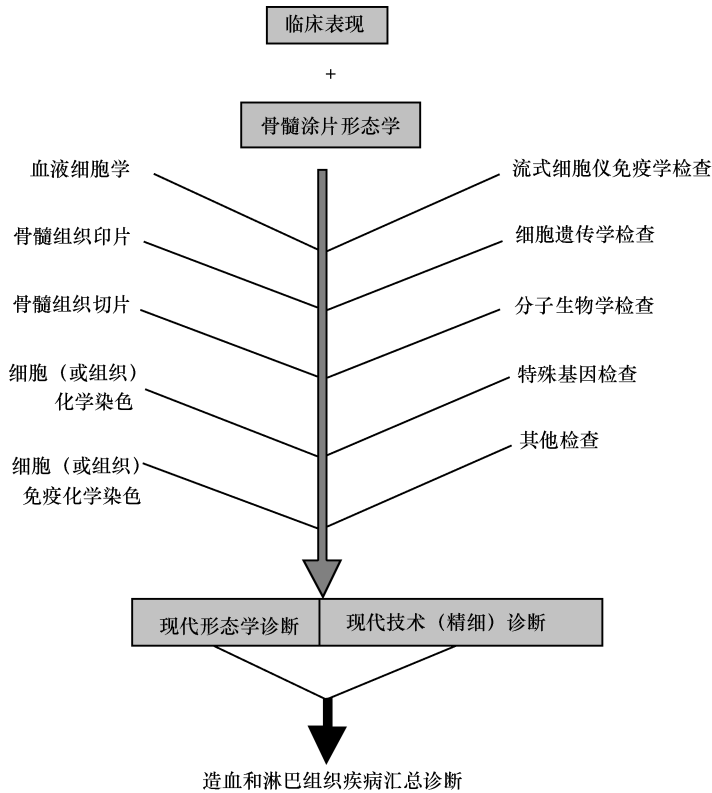 临床表现
+
骨髓涂片形态学
血液细胞学
流式细胞仪免疫学检查
骨髓组织印片
细胞遗传学检查
骨髓组织切片
分子生物学检查
细胞（或组织）
化学染色
特殊基因检查
细胞（或组织）
免疫化学染色
其他检查
现代形态学诊断
现代技术（精细）诊断
造血和淋巴组织疾病汇总诊断